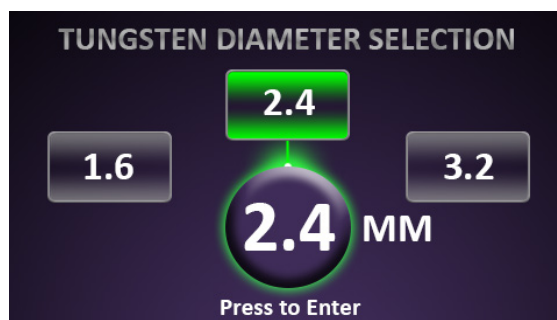 TUNGSTEN DIAMETER SELECTION
2.4
1.6
3.2
2.4 MM
Press to Enter